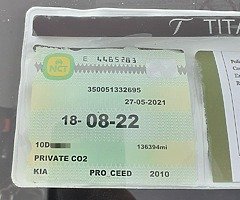 TITA
E 4465783
NCT
350051332695
27-05-2021
18- 08-22
10D
136394mi
PRIVATE CO2
KIA PRO CEED 2010